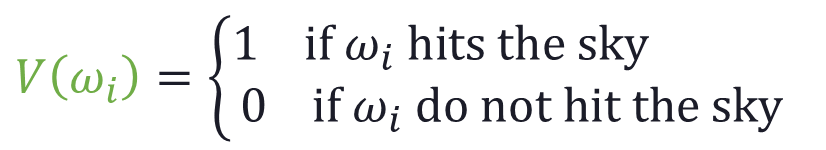 V(ωᵢ) = { 1 if ωᵢ hits the sky
0 if ωᵢ do not hit the sky